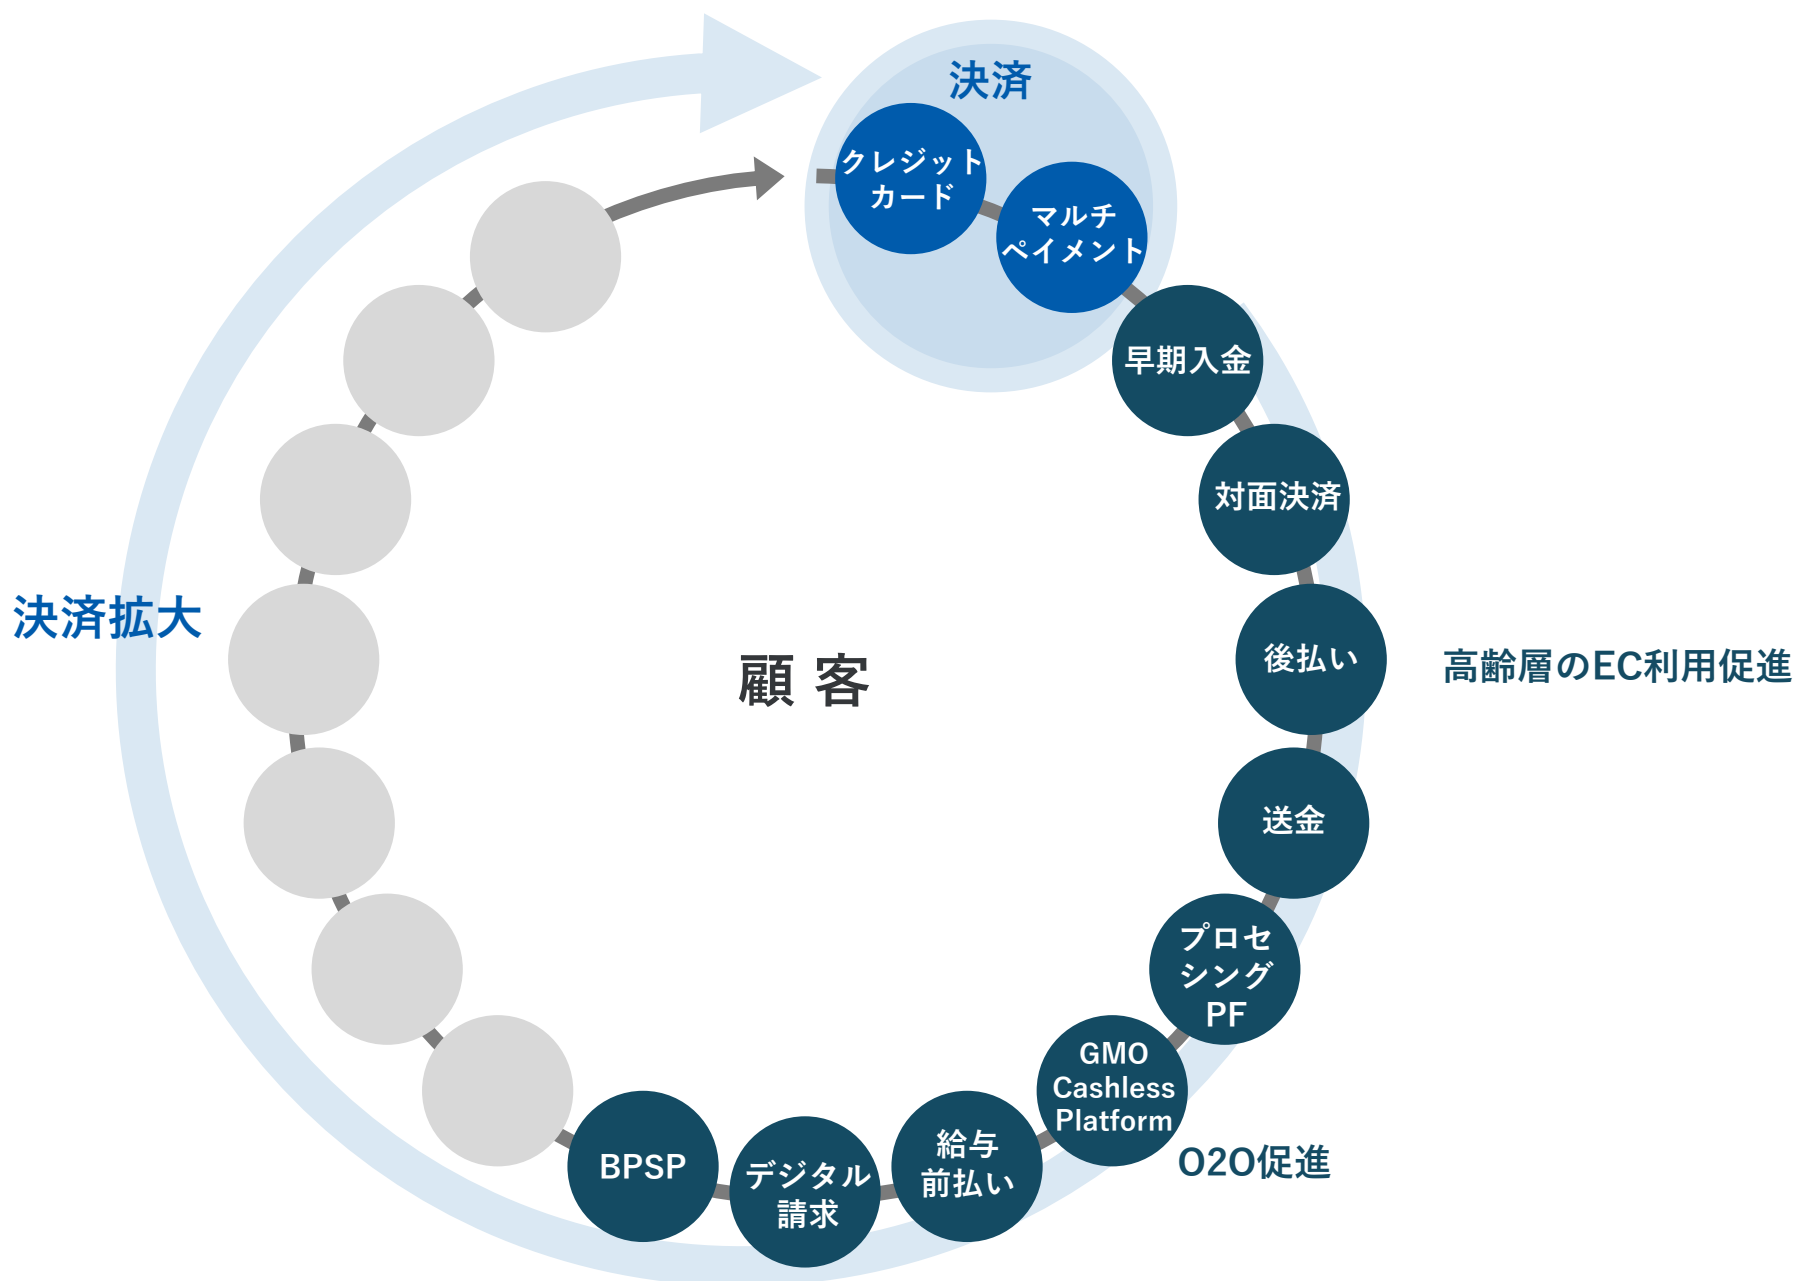 決済
クレジット
カード
マルチ
ペイメント
早期入金
対面決済
後払い
高齢層のEC利用促進
送金
プロセ
シング
PF
GMO
Cashless
Platform
O2O促進
給与
前払い
デジタル
請求
BPSP
決済拡大
顧 客